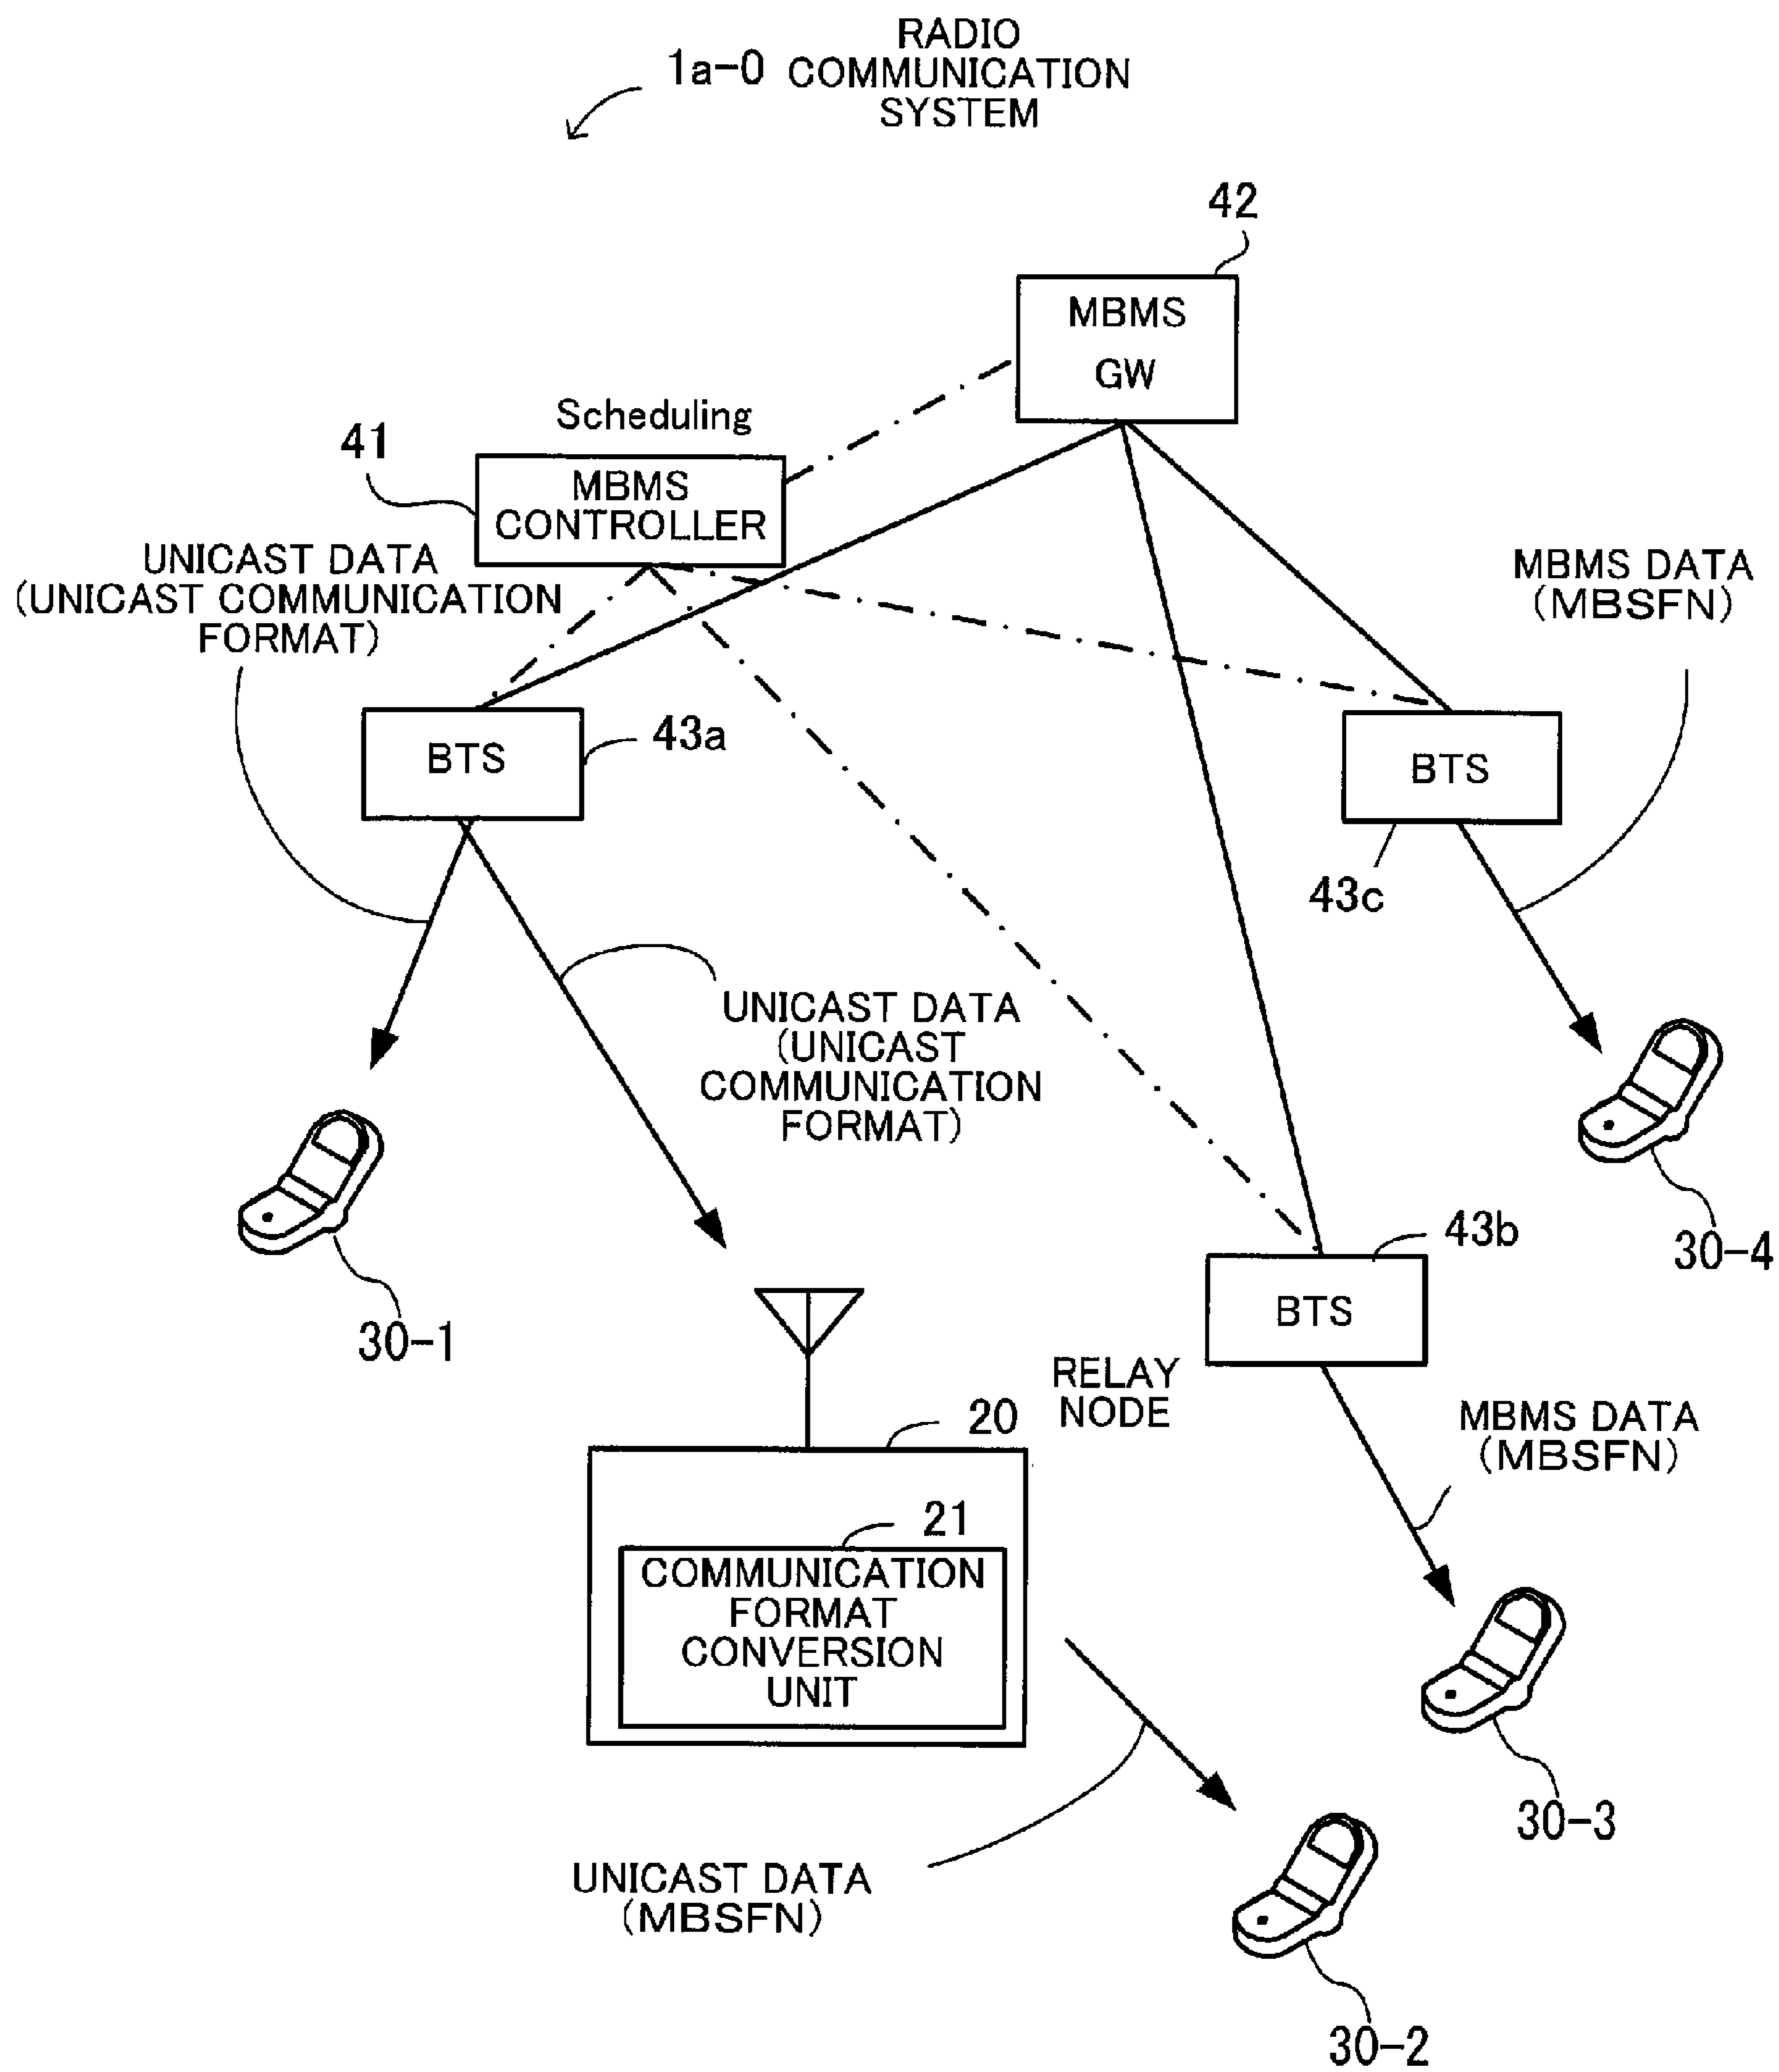 RADIO
1a-0 COMMUNICATION
SYSTEM
42
MBMS
GW
Scheduling
41
MBMS
CONTROLLER
UNICAST DATA
(UNICAST COMMUNICATION
FORMAT)
MBMS DATA
(MBSFN)
BTS
43a
BTS
43c
UNICAST DATA
(UNICAST
COMMUNICATION
FORMAT)
30-1
30-4
43b
BTS
RELAY
NODE
20
MBMS DATA
(MBSFN)
21
COMMUNICATION
FORMAT
CONVERSION
UNIT
30-3
UNICAST DATA
(MBSFN)
30-2